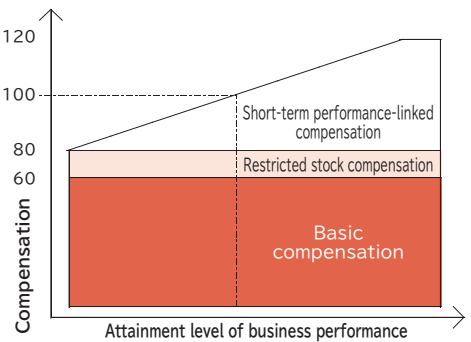 120
100
80
60
Compensation
Short-term performance-linked
compensation
Restricted stock compensation
Basic
compensation
Attainment level of business performance